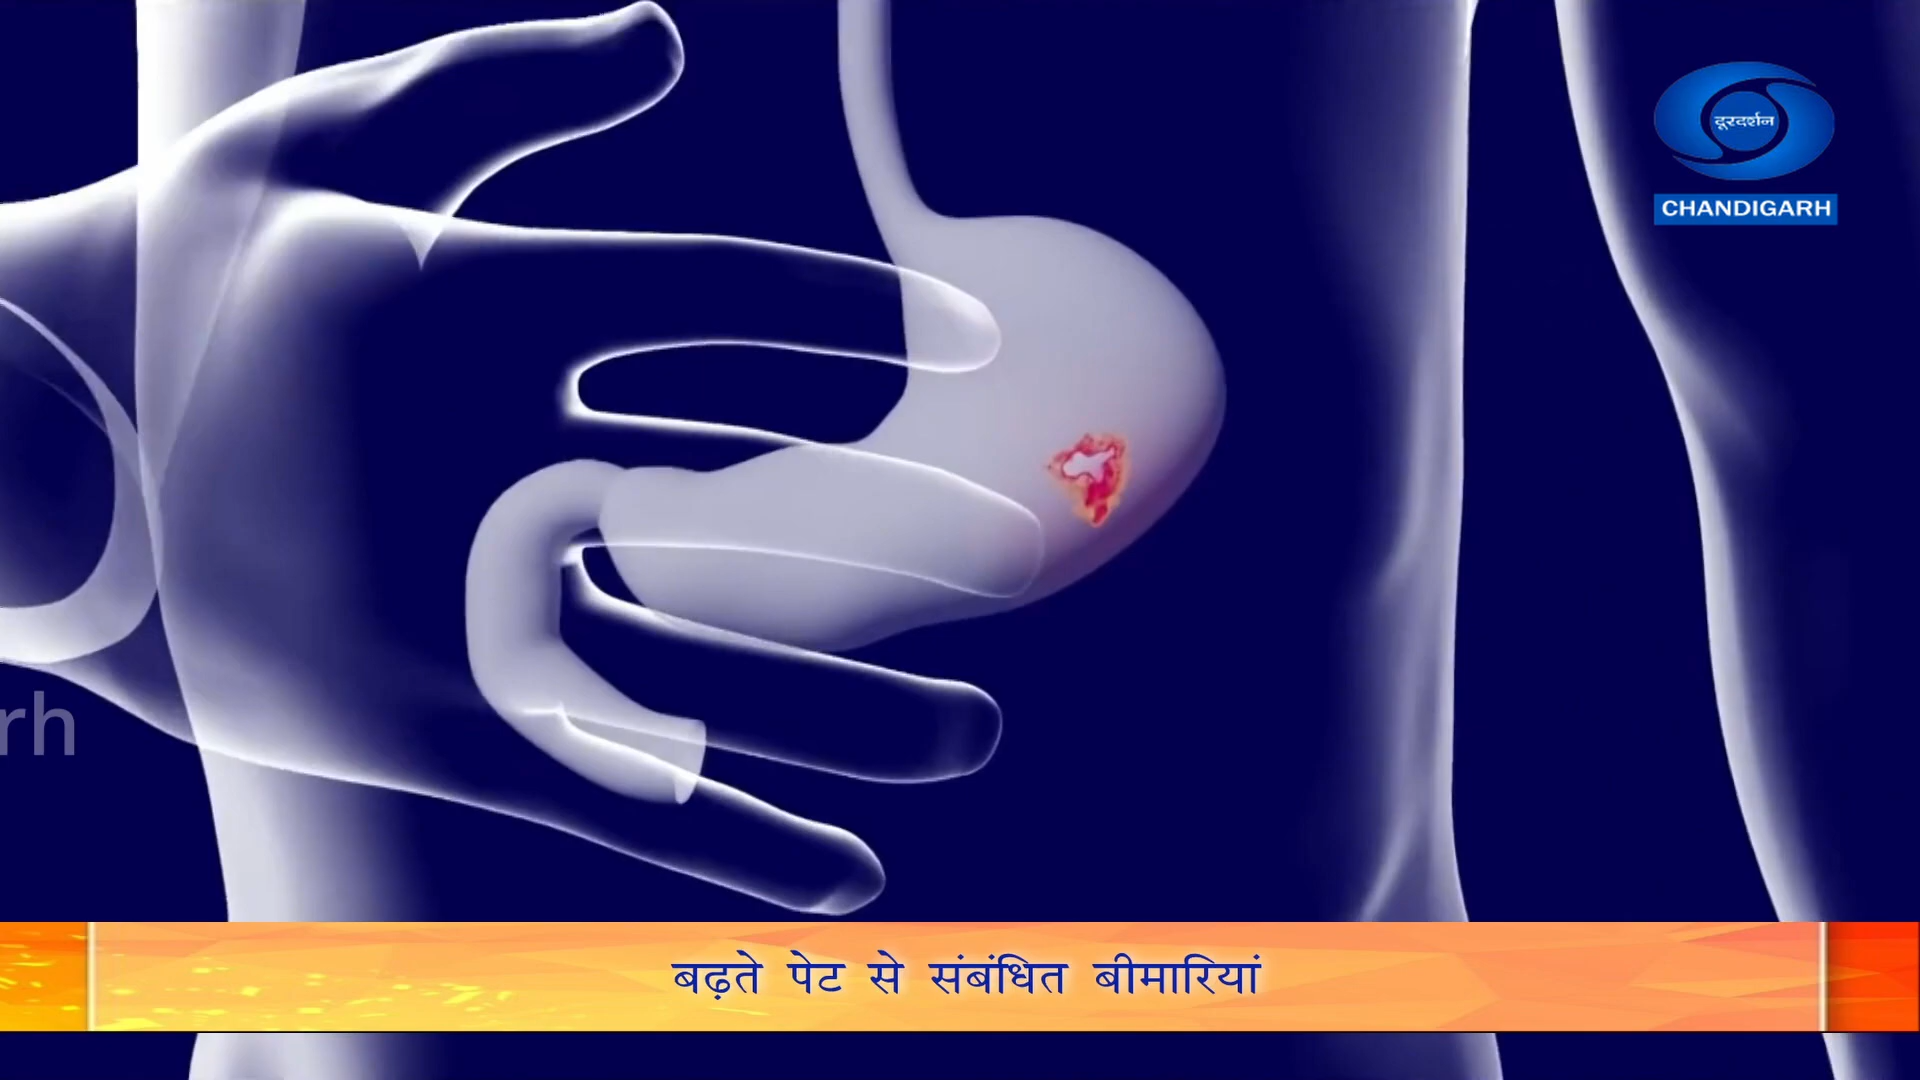 दूरदर्शन
CHANDIGARH
rh
बढ़ते पेट से संबंधित बीमारियां